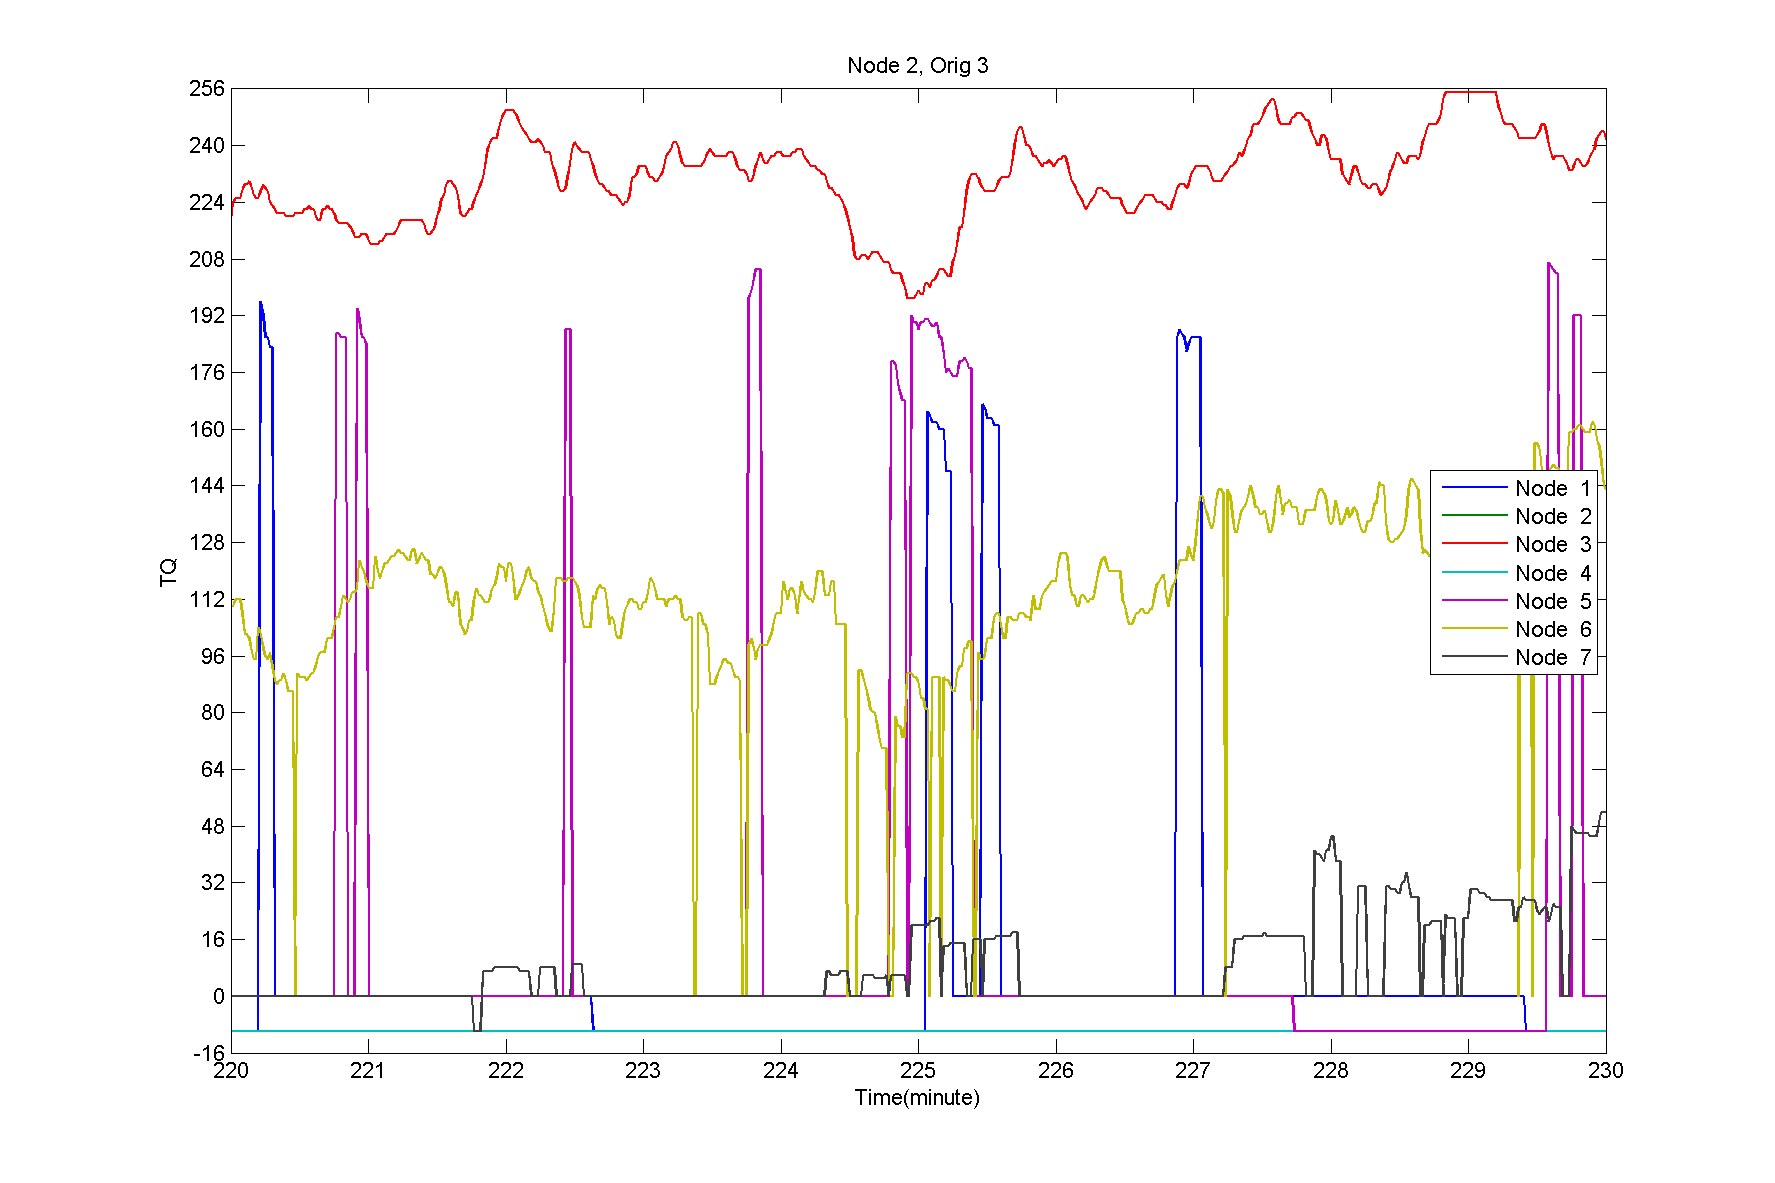 Node 2, Orig 3
256
240
224
208
192
176
160
144
128
112
96
80
64
48
32
16
0
-16
TQ
Node 1
Node 2
Node 3
Node 4
Node 5
Node 6
Node 7
220 221 222 223 224 225 226 227 228 229 230
Time(minute)